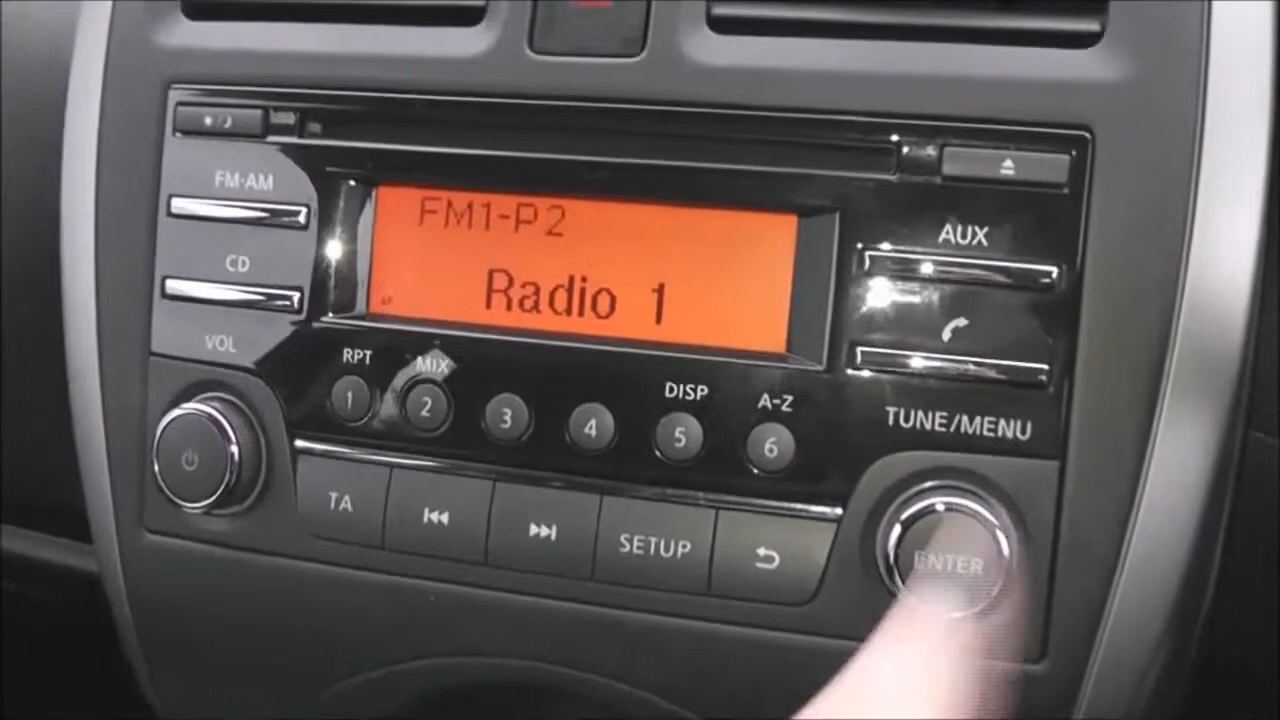 FM·AM
FM1-P2
AUX
CD
Radio 1
VOL
RPT
MIX
DISP
A-Z
TUNE/MENU
1
2
3
4
5
6
TA
SETUP
ENTER